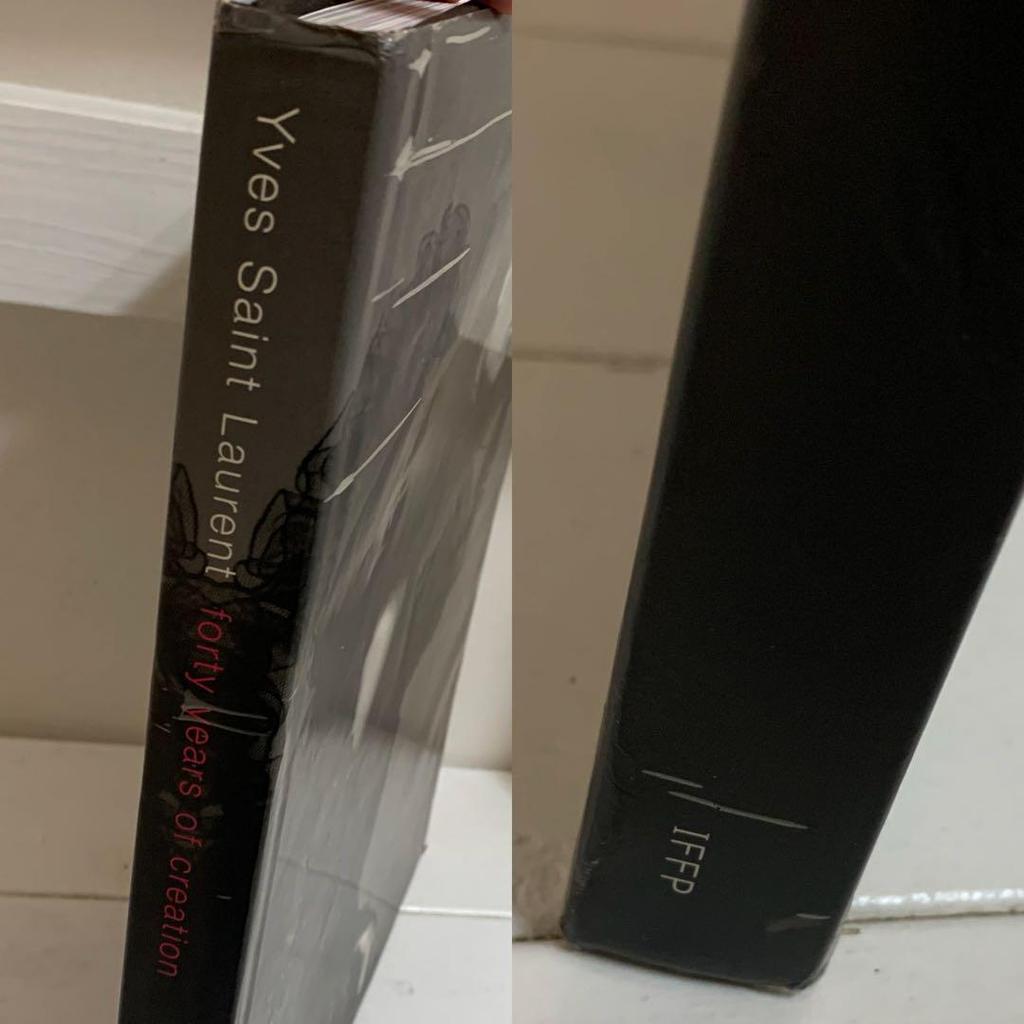 Yves Saint Laurent forty years of creation
IFFP